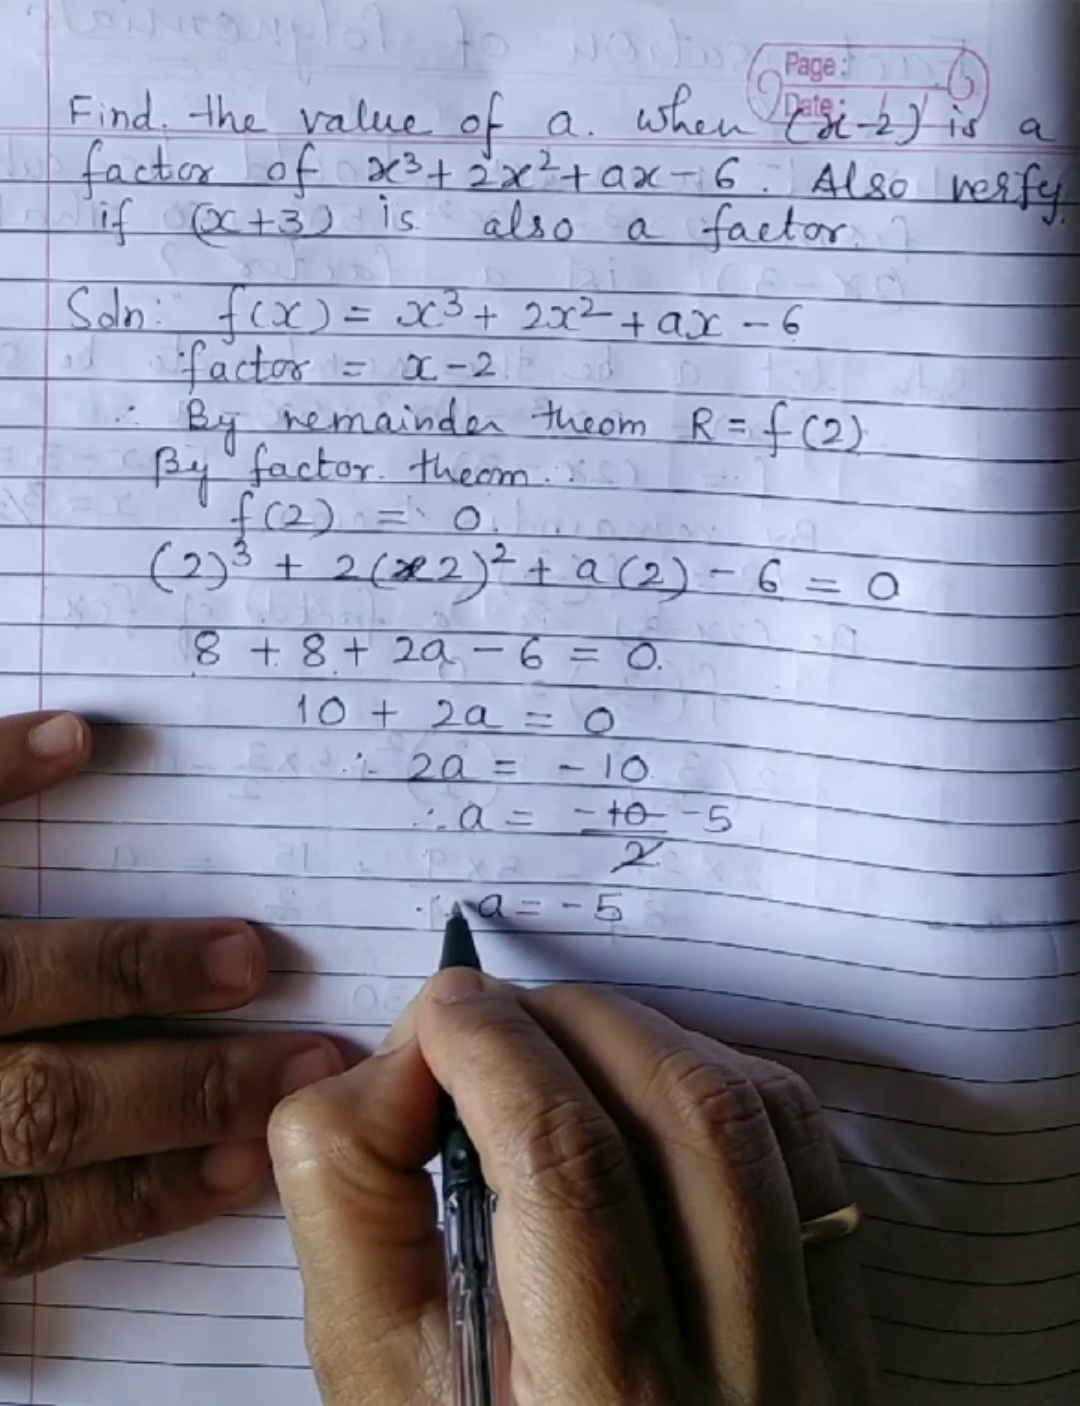 Page:
Date:
Find. the value of a. when (x-2) is a
factor of x³+ 2x²+ ax - 6. Also verify.
if (x+3) is also a factor.
Soln: f(x) = x³+ 2x² + ax - 6
factor = x-2.
∴ By remainder theom R = f(2)
By factor. theom.
f(2) = 0.
(2)³ + 2(2)² + a(2) - 6 = 0
8 + 8 + 2a - 6 = 0.
10 + 2a = 0
∴ 2a = -10.
∴ a = -10 -5
2
∴ a = -5